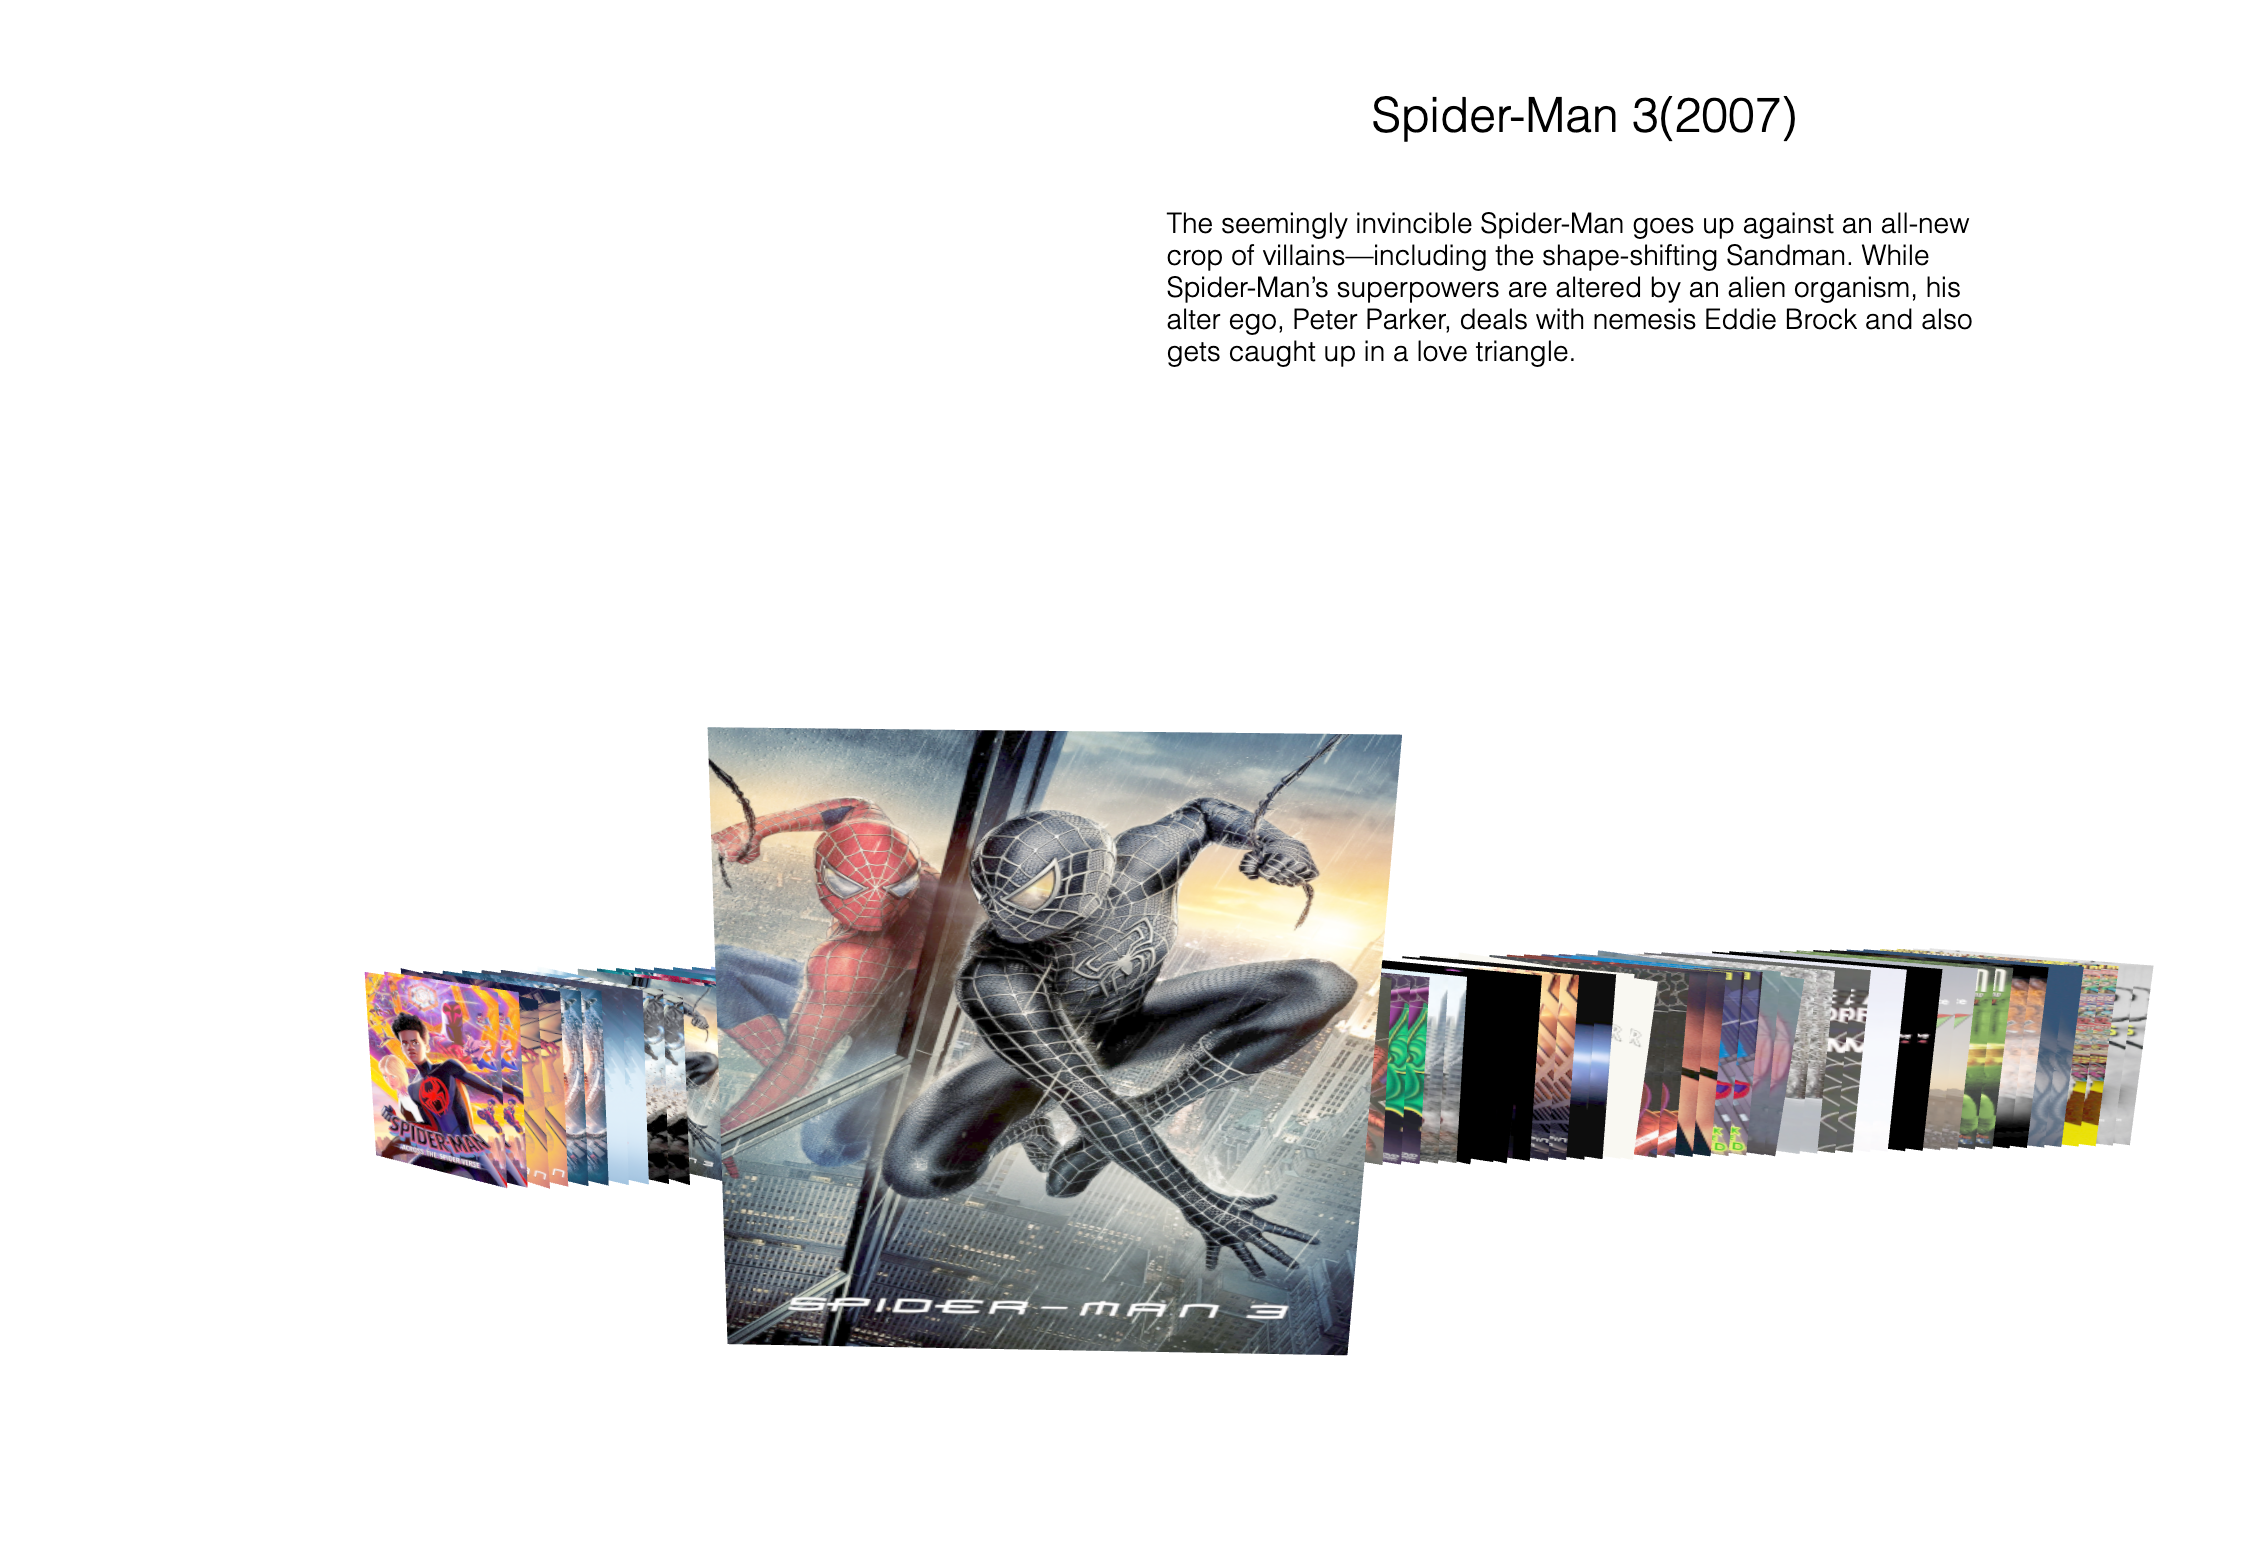 Spider-Man 3(2007)
The seemingly invincible Spider-Man goes up against an all-new
crop of villains—including the shape-shifting Sandman. While
Spider-Man’s superpowers are altered by an alien organism, his
alter ego, Peter Parker, deals with nemesis Eddie Brock and also
gets caught up in a love triangle.
SPIDER-MAN
ACROSS THE SPIDER-VERSE
SPIDER-MAN 3